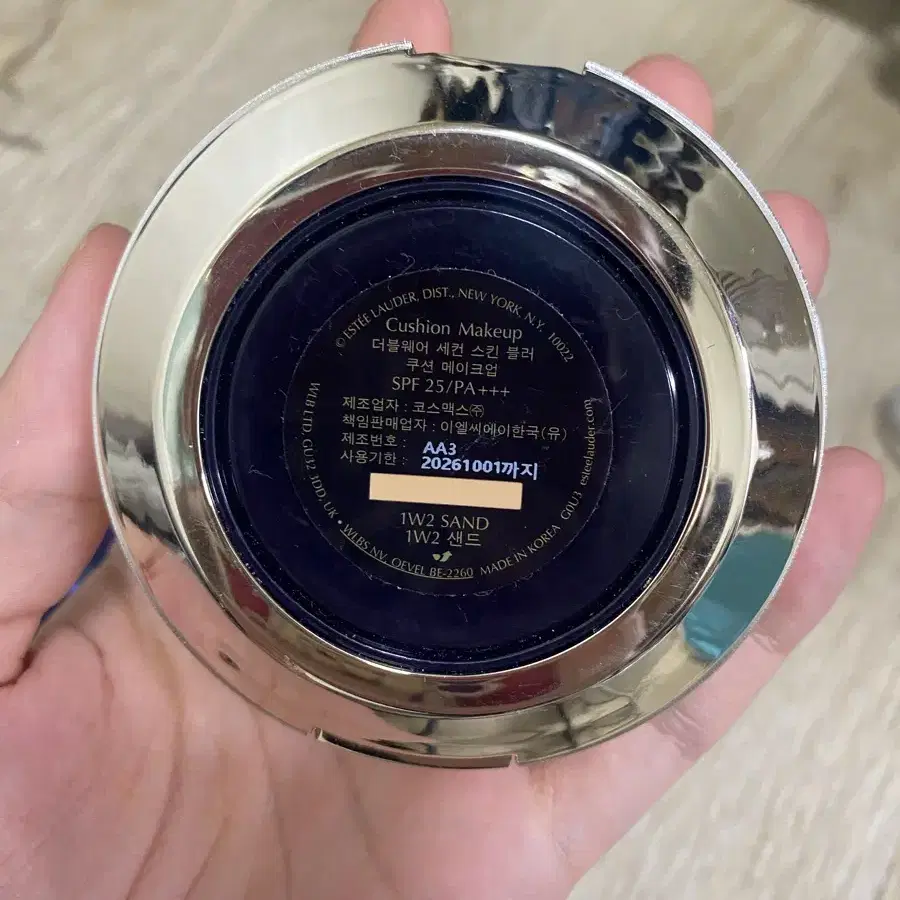 ©ESTĒE LAUDER, DIST., NEW YORK, N.Y. 10022
Cushion Makeup
더블웨어 세컨 스킨 블러
쿠션 메이크업
SPF 25/PA+++
제조업자 : 코스맥스㈜
책임판매업자 : 이엘씨에이한국(유)
제조번호 : AA3
사용기한 : 20261001까지
1W2 SAND
1W2 샌드
WLB LTD, GU32 3DD, UK • WLBS NV, OEVEL BE-2260 MADE IN KOREA G0U3 esteelauder.com